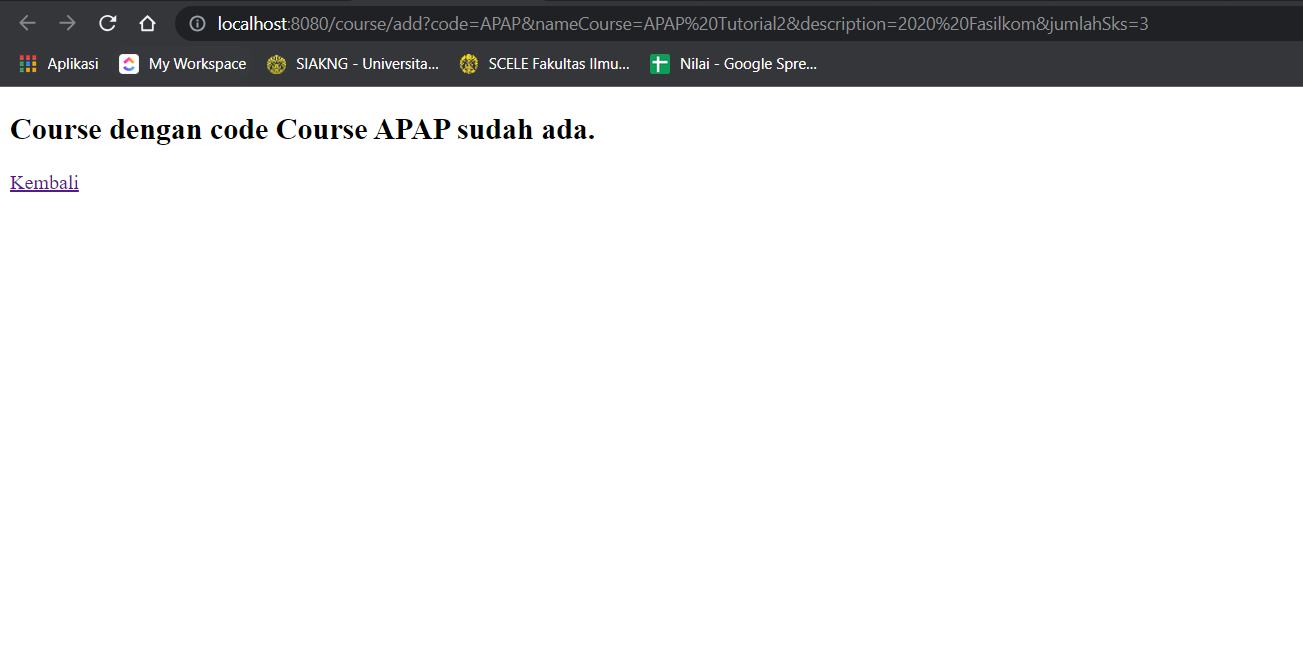 localhost:8080/course/add?code=APAP&nameCourse=APAP%20Tutorial2&description=2020%20Fasilkom&jumlahSks=3
Aplikasi My Workspace SIAKNG - Universita... SCELE Fakultas Ilmu... Nilai - Google Spre...
Course dengan code Course APAP sudah ada.
Kembali